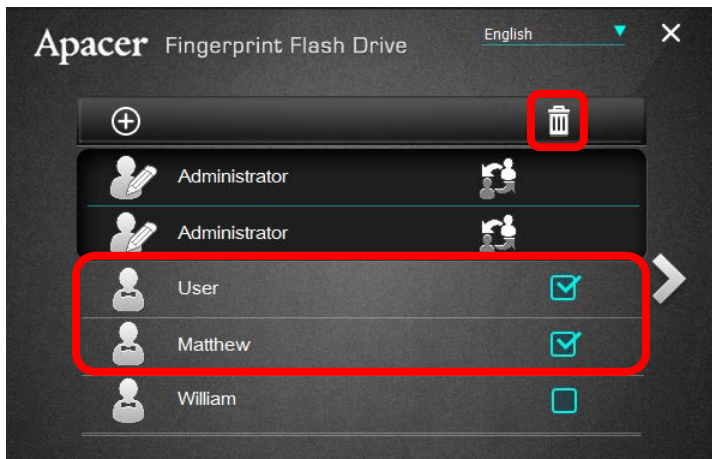 Apacer Fingerprint Flash Drive English
Administrator
Administrator
User
Matthew
William